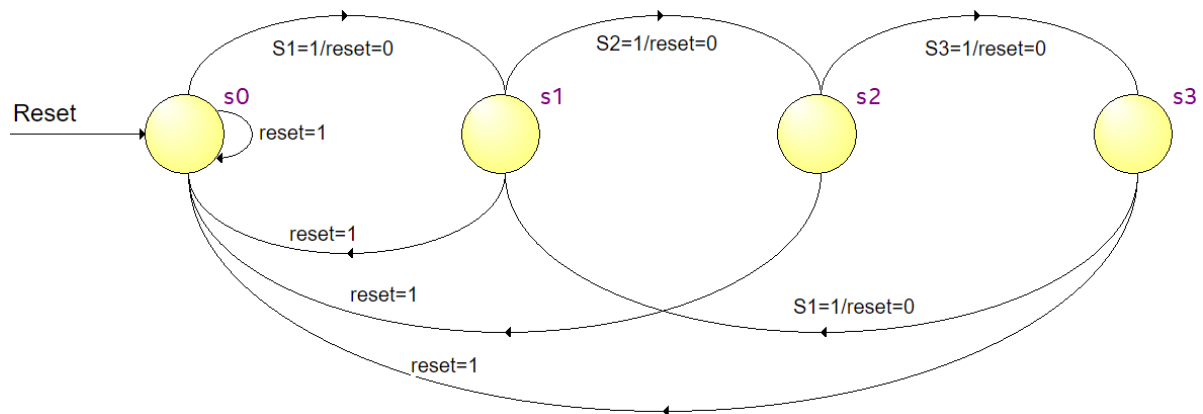 S1=1/reset=0
S2=1/reset=0
S3=1/reset=0
s0
s1
s2
s3
Reset
reset=1
reset=1
reset=1
S1=1/reset=0
reset=1